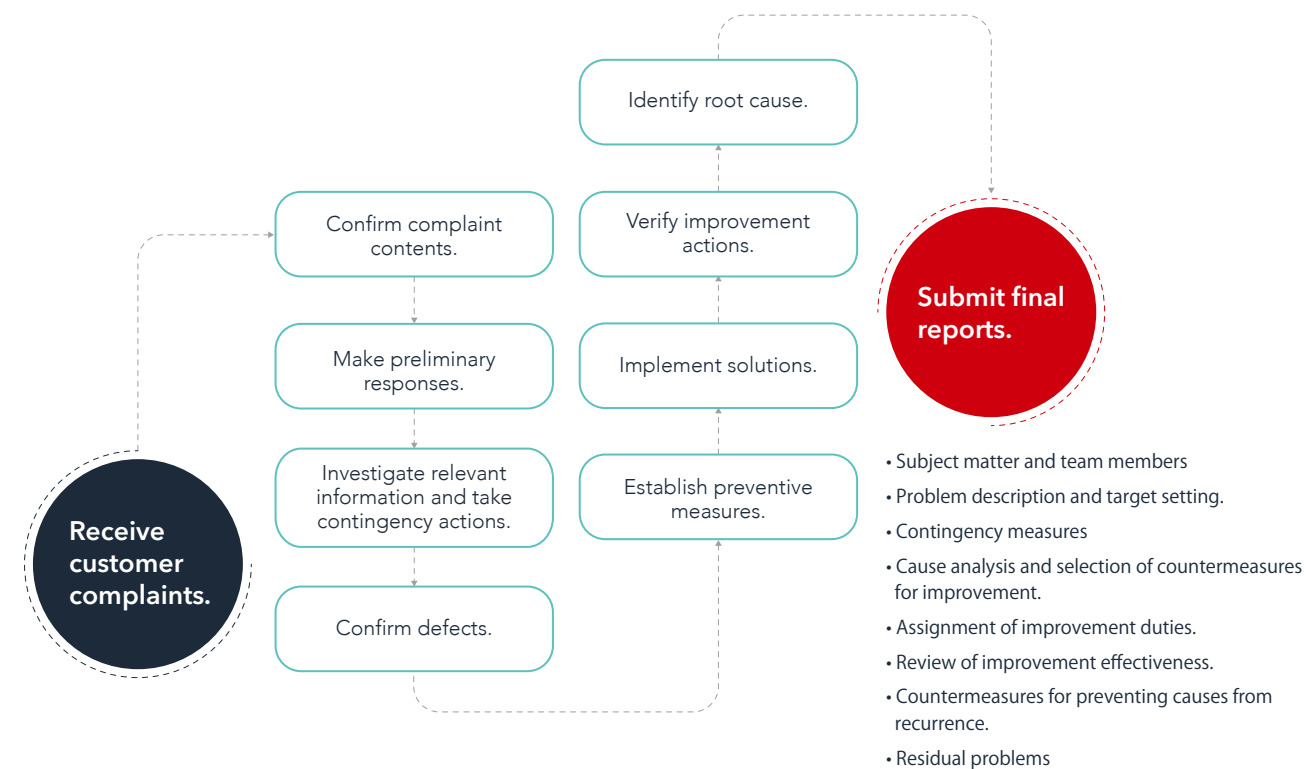 Receive
customer
complaints.
Confirm complaint
contents.
Make preliminary
responses.
Investigate relevant
information and take
contingency actions.
Confirm defects.
Establish preventive
measures.
Implement solutions.
Verify improvement
actions.
Identify root cause.
Submit final
reports.
• Subject matter and team members
• Problem description and target setting.
• Contingency measures
• Cause analysis and selection of countermeasures
for improvement.
• Assignment of improvement duties.
• Review of improvement effectiveness.
• Countermeasures for preventing causes from
recurrence.
• Residual problems